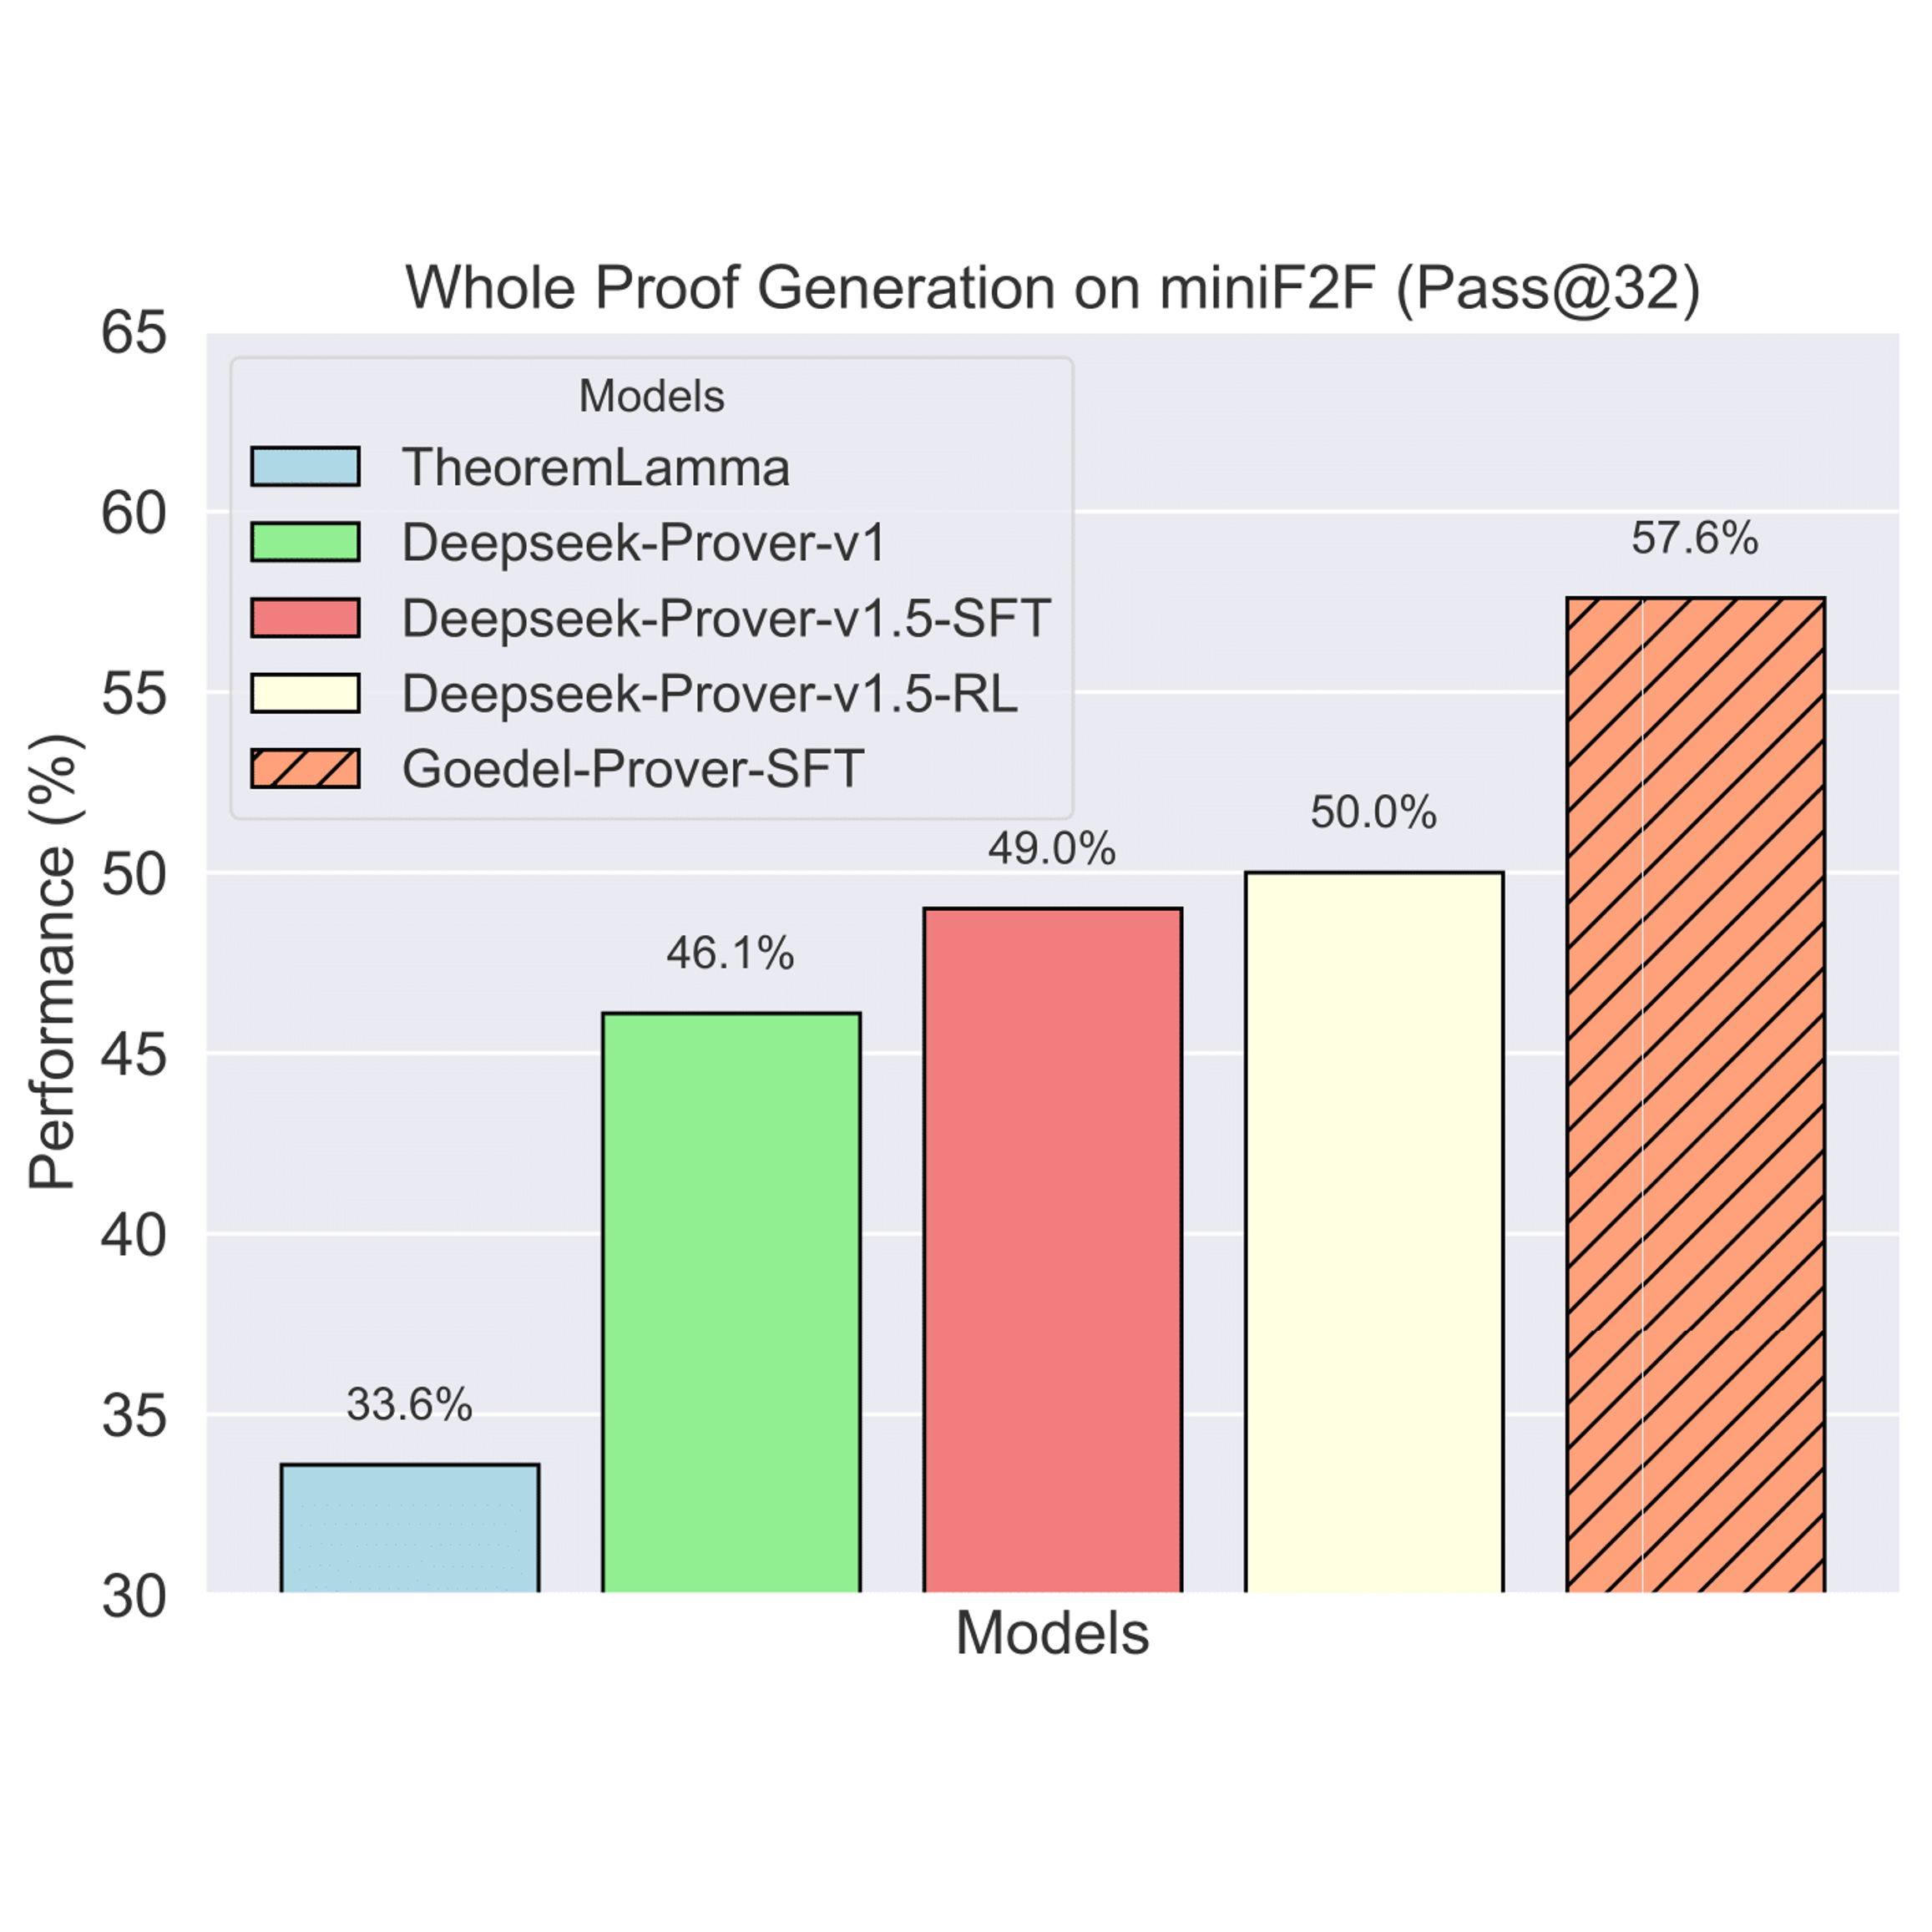 Whole Proof Generation on miniF2F (Pass@32)
65
60
55
50
45
40
35
30
Performance (%)
Models
TheoremLamma
Deepseek-Prover-v1
Deepseek-Prover-v1.5-SFT
Deepseek-Prover-v1.5-RL
Goedel-Prover-SFT
33.6%
46.1%
49.0%
50.0%
57.6%
Models